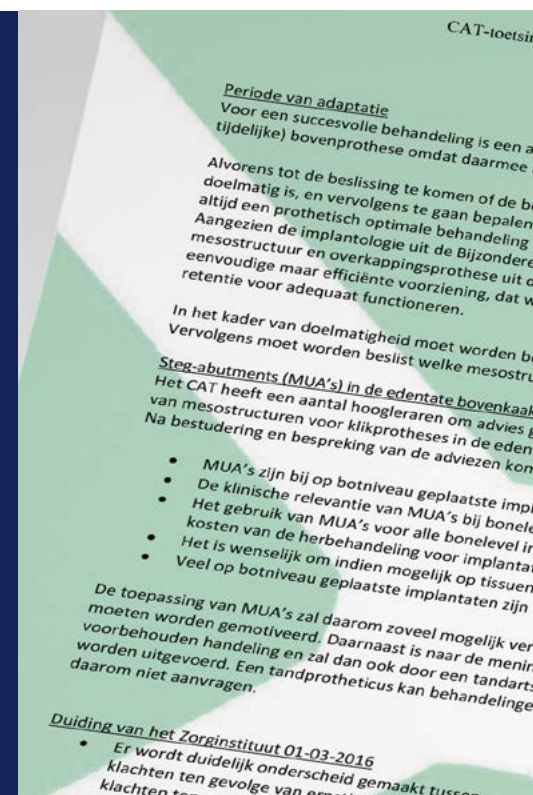 CAT-toetsin
Periode van adaptatie
Voor een succesvolle behandeling is een a
tijdelijke) bovenprothese omdat daarmee
Alvorens tot de beslissing te komen of de be
doelmatig is, en vervolgens te gaan bepalen
altijd een prothetisch optimale behandeling
Aangezien de implantologie uit de Bijzondere
mesostructuur en overkappingsprothese uit d
eenvoudige maar efficiënte voorziening, dat w
retentie voor adequaat functioneren.
In het kader van doelmatigheid moet worden be
Vervolgens moet worden beslist welke mesostru
Steg-abutments (MUA's) in de edentate bovenkaak
Het CAT heeft een aantal hoogleraren om advies g
van mesostructuren voor klikprotheses in de eden
Na bestudering en bespreking van de adviezen kom
• MUA's zijn bij op botniveau geplaatste impl
• De klinische relevantie van MUA's bij bonele
• Het gebruik van MUA's voor alle bonelevel in
kosten van de herbehandeling voor implantat
• Het is wenselijk om indien mogelijk op tissuen
• Veel op botniveau geplaatste implantaten zijn
De toepassing van MUA's zal daarom zoveel mogelijk ver
moeten worden gemotiveerd. Daarnaast is naar de menin
voorbehouden handeling en zal dan ook door een tandarts
worden uitgevoerd. Een tandprotheticus kan behandelinge
daarom niet aanvragen.
Duiding van het Zorginstituut 01-03-2016
• Er wordt duidelijk onderscheid gemaakt tussen
klachten ten gevolge van
klachten